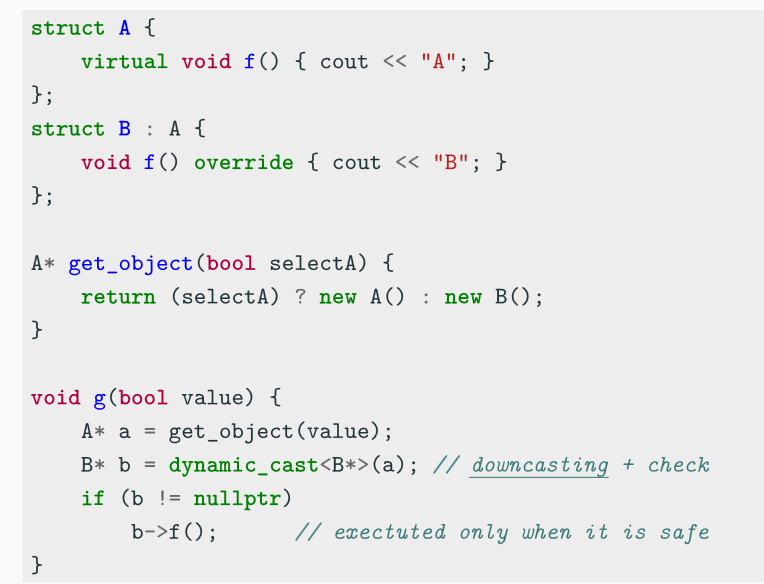 struct A {
    virtual void f() { cout << "A"; }
};
struct B : A {
    void f() override { cout << "B"; }
};

A* get_object(bool selectA) {
    return (selectA) ? new A() : new B();
}

void g(bool value) {
    A* a = get_object(value);
    B* b = dynamic_cast<B*>(a); // downcasting + check
    if (b != nullptr)
        b->f();      // exectuted only when it is safe
}